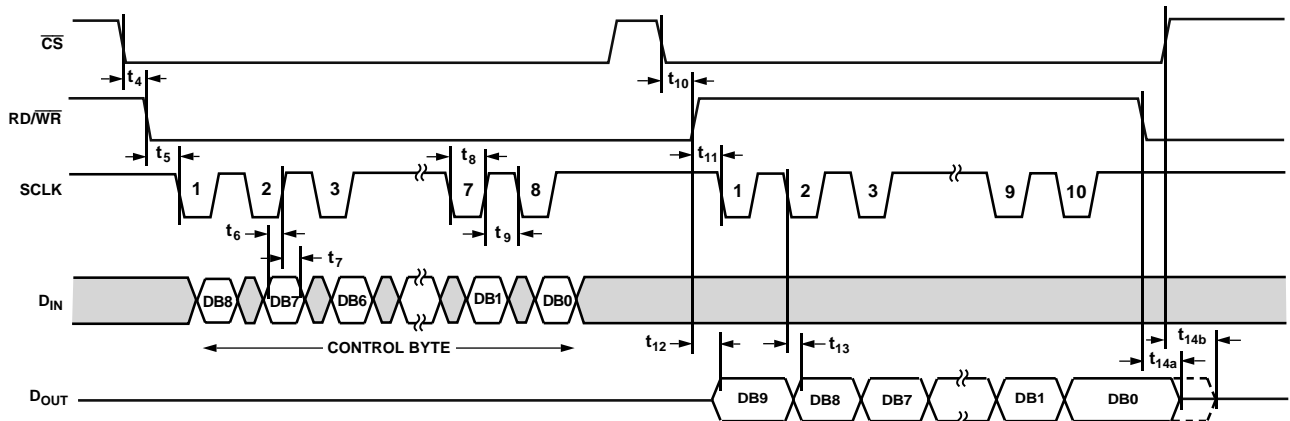 CS
t4 t10
RD/WR
t5 t8 t11
SCLK 1 2 3 7 8 1 2 3 9 10
t6 t7 t9
DIN DB8 DB7 DB6 DB1 DB0
CONTROL BYTE t12 t13 t14a t14b
DOUT DB9 DB8 DB7 DB1 DB0